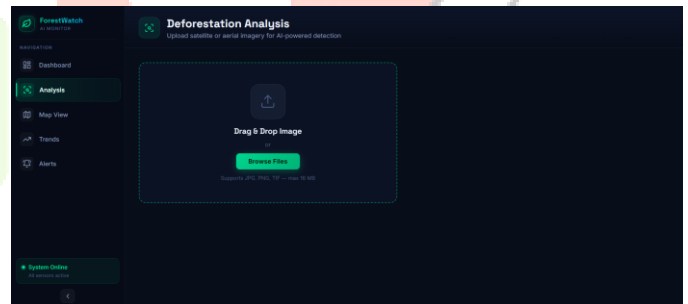 ForestWatch
AI MONITOR
NAVIGATION
Dashboard
Analysis
Map View
Trends
Alerts
System Online
All sensors active
Deforestation Analysis
Upload satellite or aerial imagery for AI-powered detection
Drag & Drop Image
or
Browse Files
Supports JPG, PNG, TIF — max 16 MB